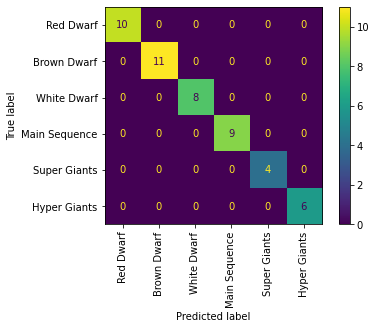 Red Dwarf 10 0 0 0 0 0
Brown Dwarf 0 11 0 0 0 0
White Dwarf 0 0 8 0 0 0
Main Sequence 0 0 0 9 0 0
Super Giants 0 0 0 0 4 0
Hyper Giants 0 0 0 0 0 6
True label
Red Dwarf
Brown Dwarf
White Dwarf
Main Sequence
Super Giants
Hyper Giants
Predicted label
10
8
6
4
2
0